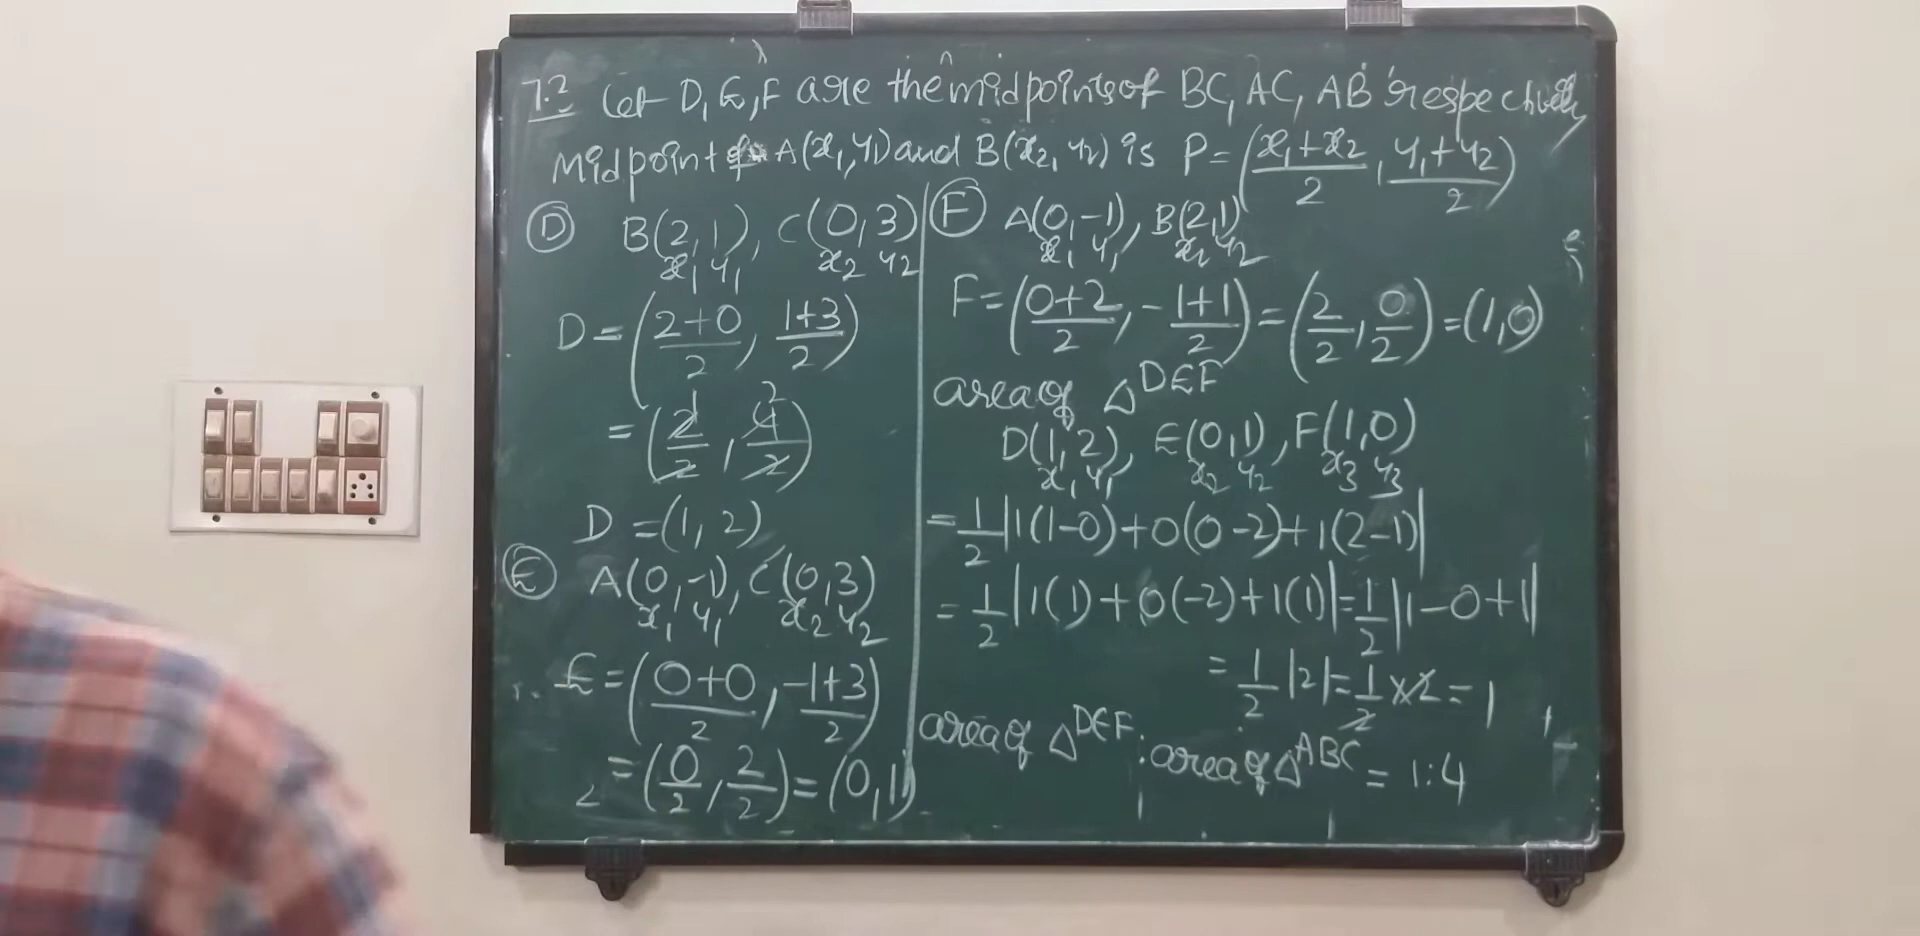 7.2 Let D, E, F are the midpoints of BC, AC, AB respectively
Midpoint of A(x₁, y₁) and B(x₂, y₂) is P = (x₁+x₂/2, y₁+y₂/2)
Ⓓ B(2, 1), C(0, 3)
x₁ y₁ x₂ y₂
D = (2+0/2, 1+3/2)
= (2/2, 4/2)
1 2
D = (1, 2)
Ⓔ A(0, -1), C(0, 3)
x₁ y₁ x₂ y₂
E = (0+0/2, -1+3/2)
= (0/2, 2/2) = (0, 1)
Ⓕ A(0, -1), B(2, 1)
x₁ y₁ x₂ y₂
F = (0+2/2, -1+1/2) = (2/2, 0/2) = (1, 0)
area of △DEF
D(1, 2), E(0, 1), F(1, 0)
x₁ y₁ x₂ y₂ x₃ y₃
= 1/2 |1(1-0)+0(0-2)+1(2-1)|
= 1/2 |1(1)+0(-2)+1(1)| = 1/2 |1-0+1|
= 1/2 |2| = 1/2 × 2 = 1
area of △DEF : area of △ABC = 1:4